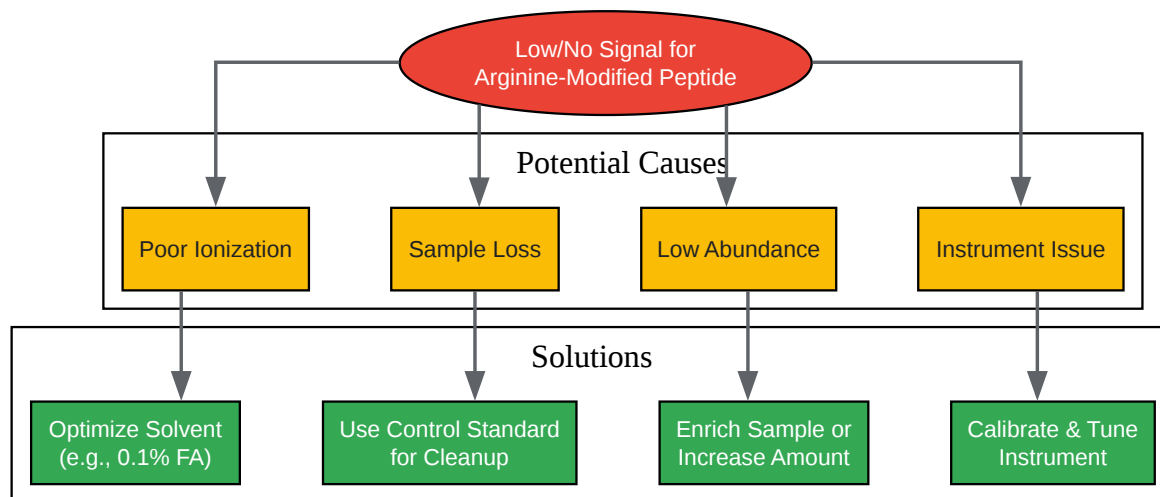 Low/No Signal for
Arginine-Modified Peptide
Potential Causes
Poor Ionization
Sample Loss
Low Abundance
Instrument Issue
Solutions
Optimize Solvent
(e.g., 0.1% FA)
Use Control Standard
for Cleanup
Enrich Sample or
Increase Amount
Calibrate & Tune
Instrument